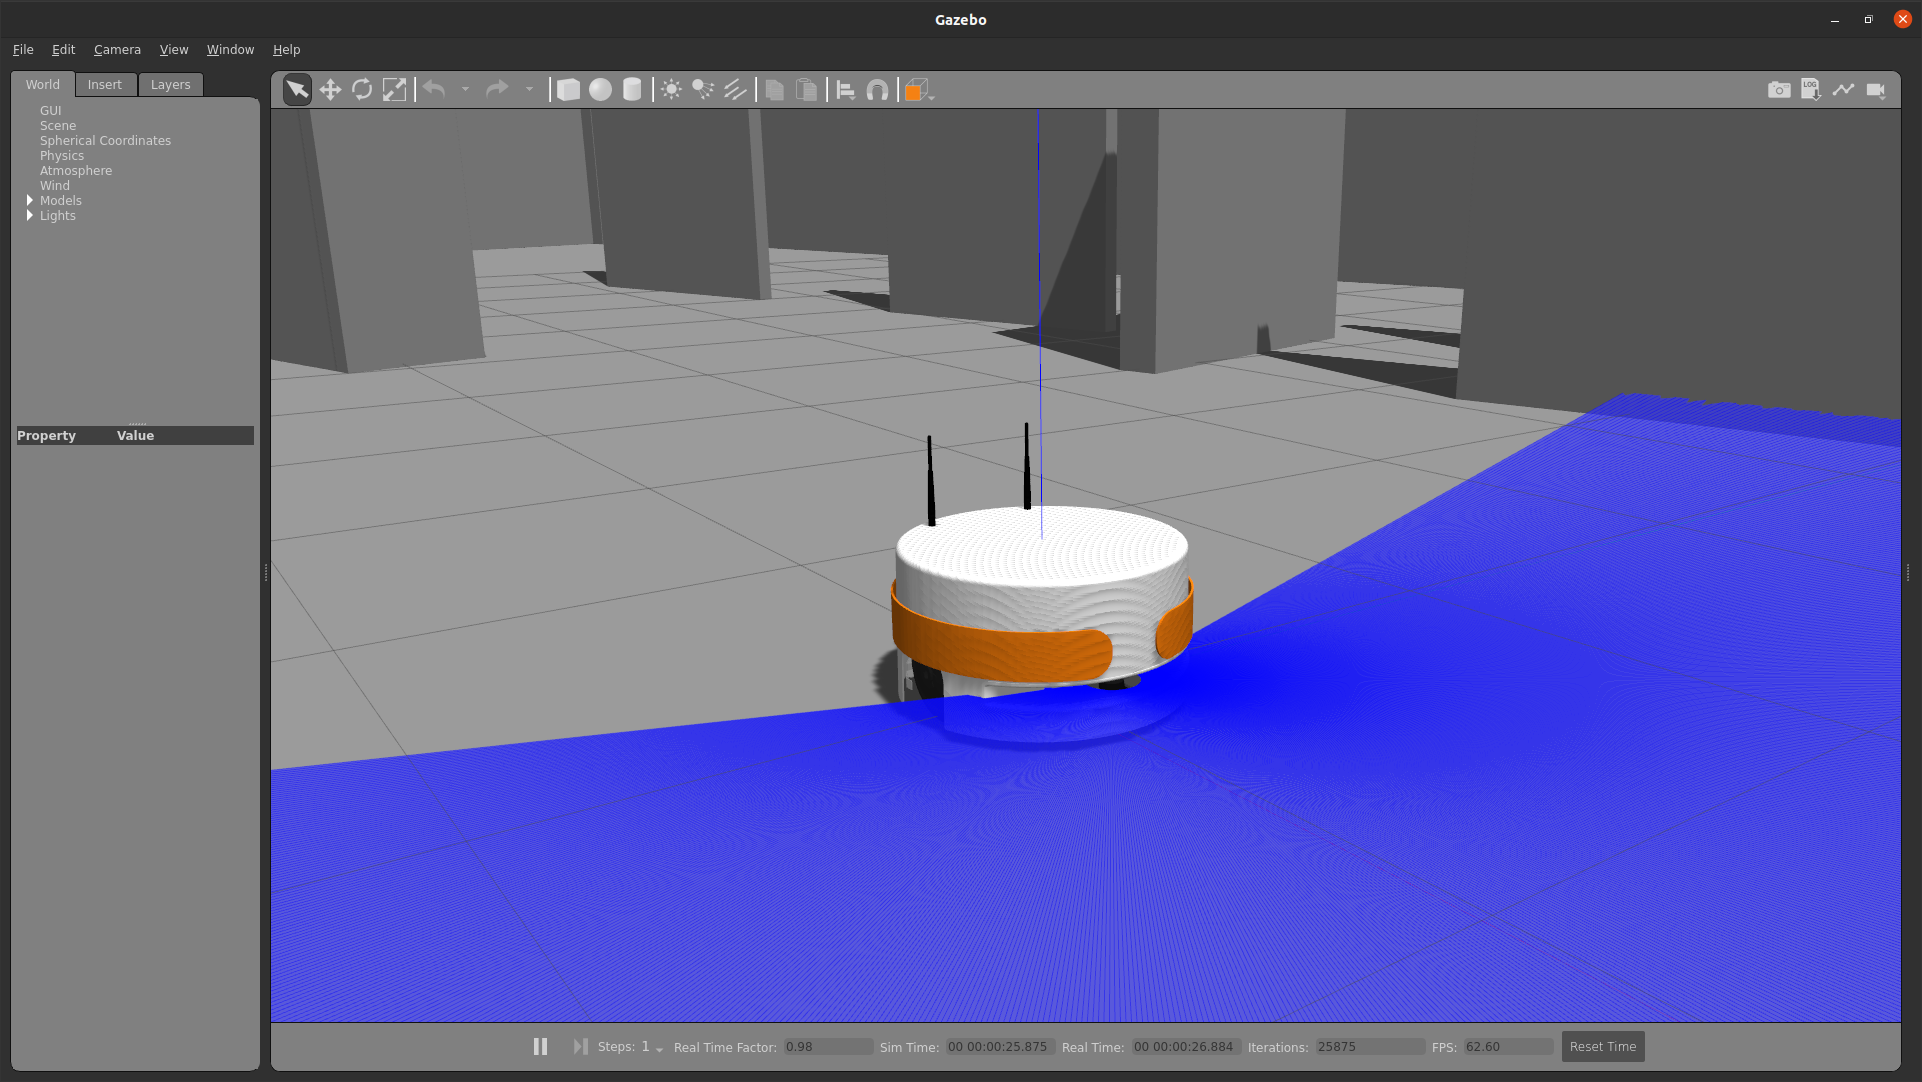 Gazebo
File Edit Camera View Window Help
World Insert Layers
LOG
GUI
Scene
Spherical Coordinates
Physics
Atmosphere
Wind
Models
Lights
Property Value
Steps: 1 Real Time Factor: 0.98 Sim Time: 00 00:00:25.875 Real Time: 00 00:00:26.884 Iterations: 25875 FPS: 62.60 Reset Time